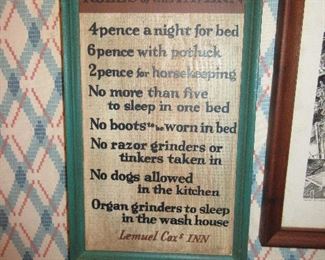 4pence a night for bed
6pence with potluck
2pence for horsekeeping
No more than five
to sleep in one bed
No boots to be worn in bed
No razor grinders or
tinkers taken in
No dogs allowed
in the kitchen
Organ grinders to sleep
in the wash house
Lemuel Cox's INN